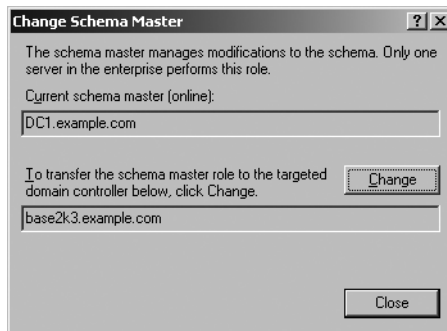 Change Schema Master
The schema master manages modifications to the schema. Only one
server in the enterprise performs this role.
Current schema master (online):
DC1.example.com
To transfer the schema master role to the targeted
domain controller below, click Change.
Change
base2k3.example.com
Close